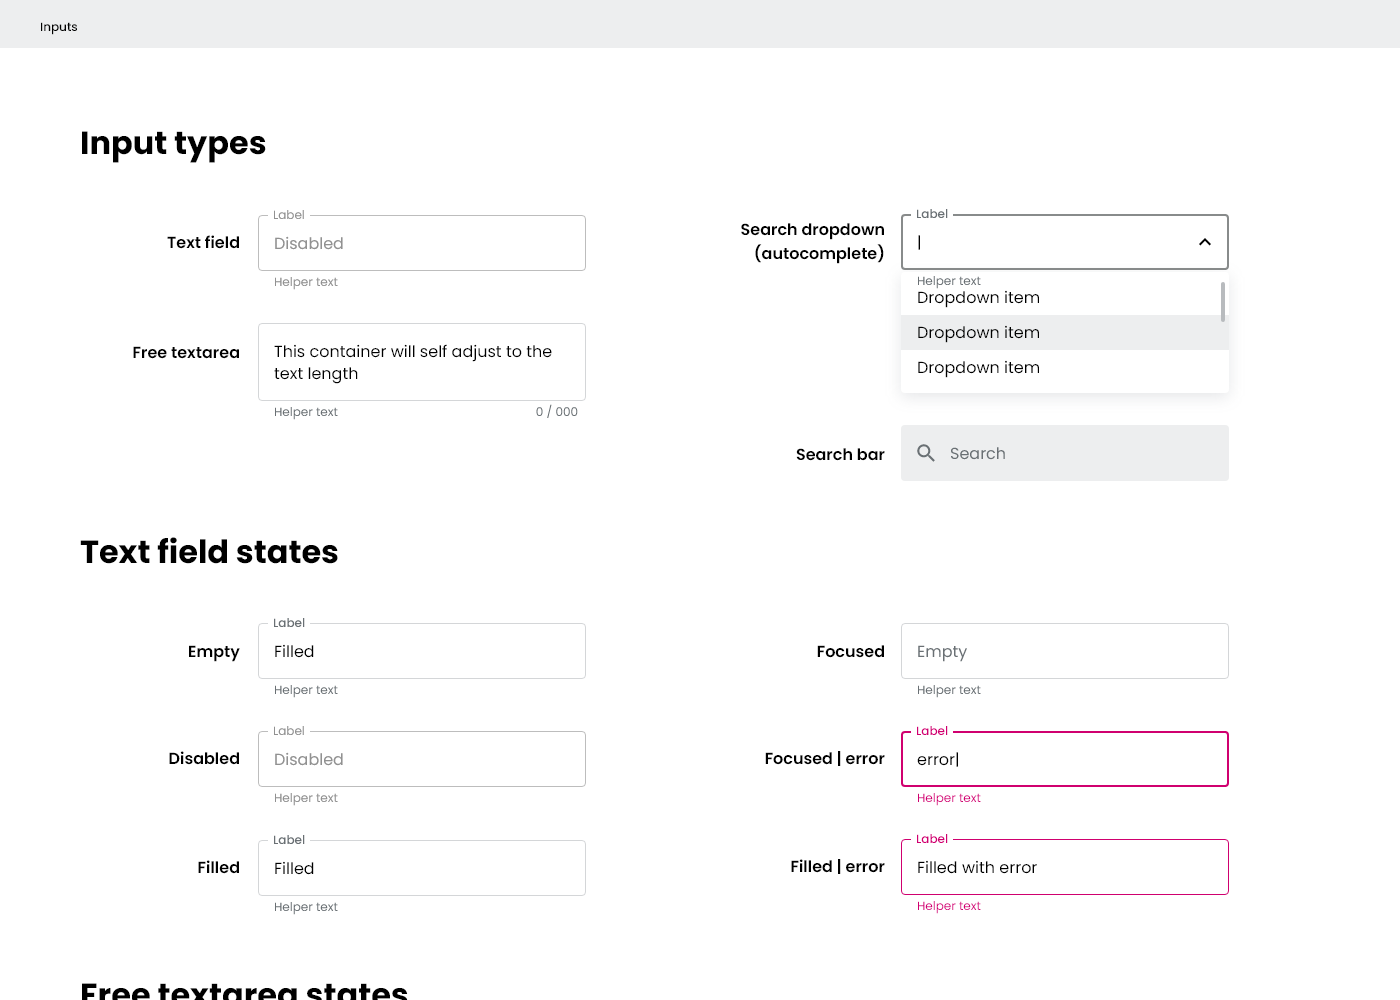 Inputs
Input types
Text field
Label
Disabled
Helper text
Free textarea
This container will self adjust to the
text length
Helper text
0 / 000
Search dropdown
(autocomplete)
Label
|
Helper text
Dropdown item
Dropdown item
Dropdown item
Search bar
Search
Text field states
Empty
Label
Filled
Helper text
Disabled
Label
Disabled
Helper text
Filled
Label
Filled
Helper text
Focused
Empty
Helper text
Focused | error
Label
error|
Helper text
Filled | error
Label
Filled with error
Helper text
Free textarea states